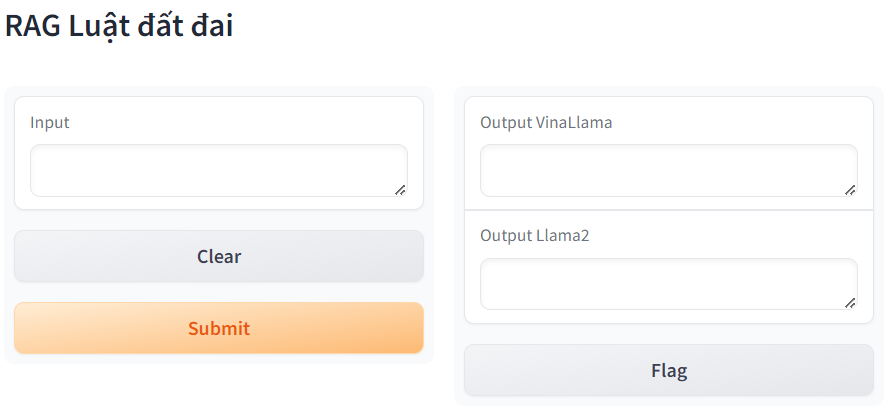 RAG Luật đất đai
Input
Clear
Submit
Output VinaLlama
Output Llama2
Flag